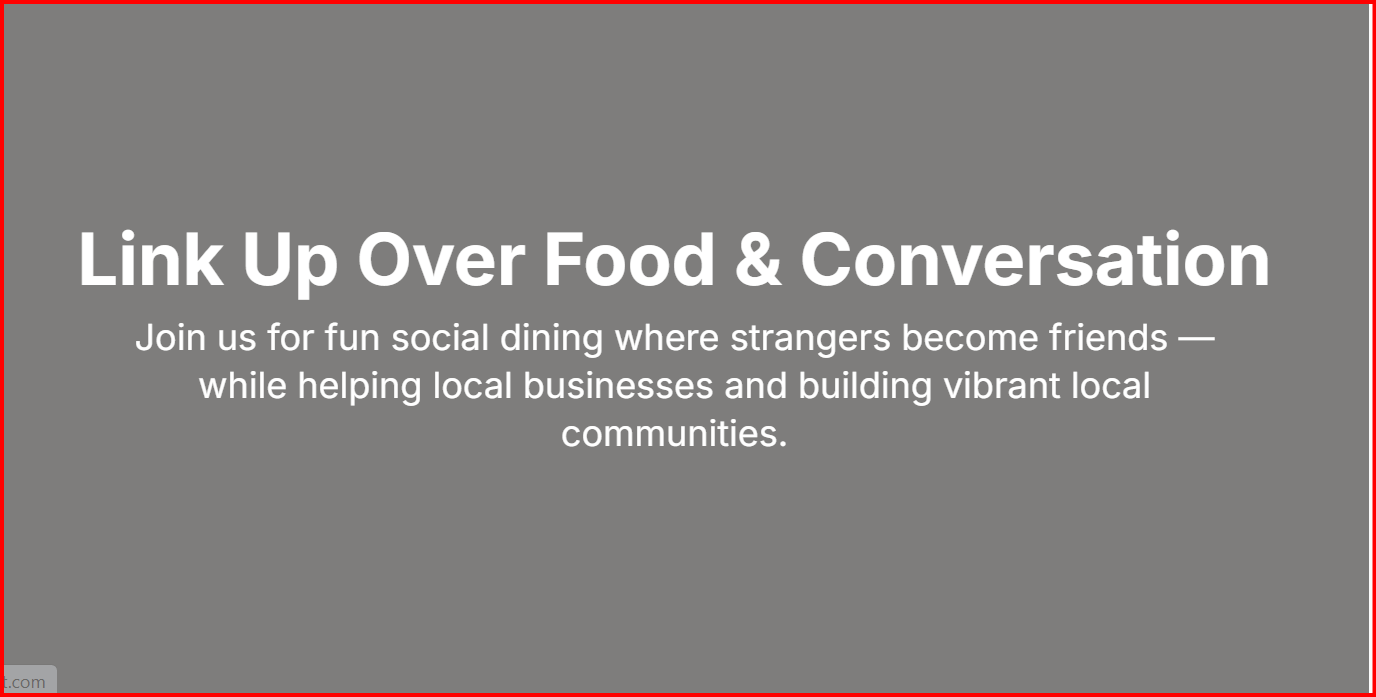 Link Up Over Food & Conversation
Join us for fun social dining where strangers become friends —
while helping local businesses and building vibrant local
communities.
t.com